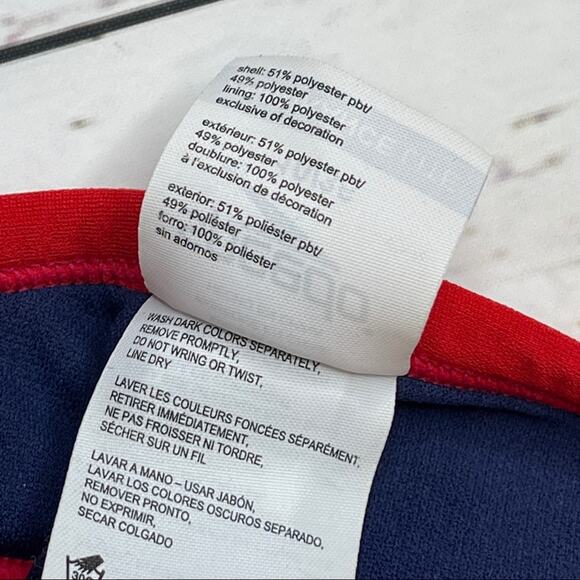 shell: 51% polyester pbt/
49% polyester
lining: 100% polyester
exclusive of decoration
extérieur: 51% polyester pbt/
49% polyester
doublure: 100% polyester
à l'exclusion de décoration
exterior: 51% poliéster pbt/
49% poliéster
forro: 100% poliéster
sin adornos
WASH DARK COLORS SEPARATELY,
REMOVE PROMPTLY,
DO NOT WRING OR TWIST,
LINE DRY
LAVER LES COULEURS FONCÉES SÉPARÉMENT,
RETIRER IMMÉDIATEMENT,
NE PAS FROISSER NI TORDRE,
SÉCHER SUR UN FIL
LAVAR A MANO – USAR JABÓN,
LAVAR LOS COLORES OSCUROS SEPARADO,
REMOVER PRONTO,
NO EXPRIMIR,
SECAR COLGADO